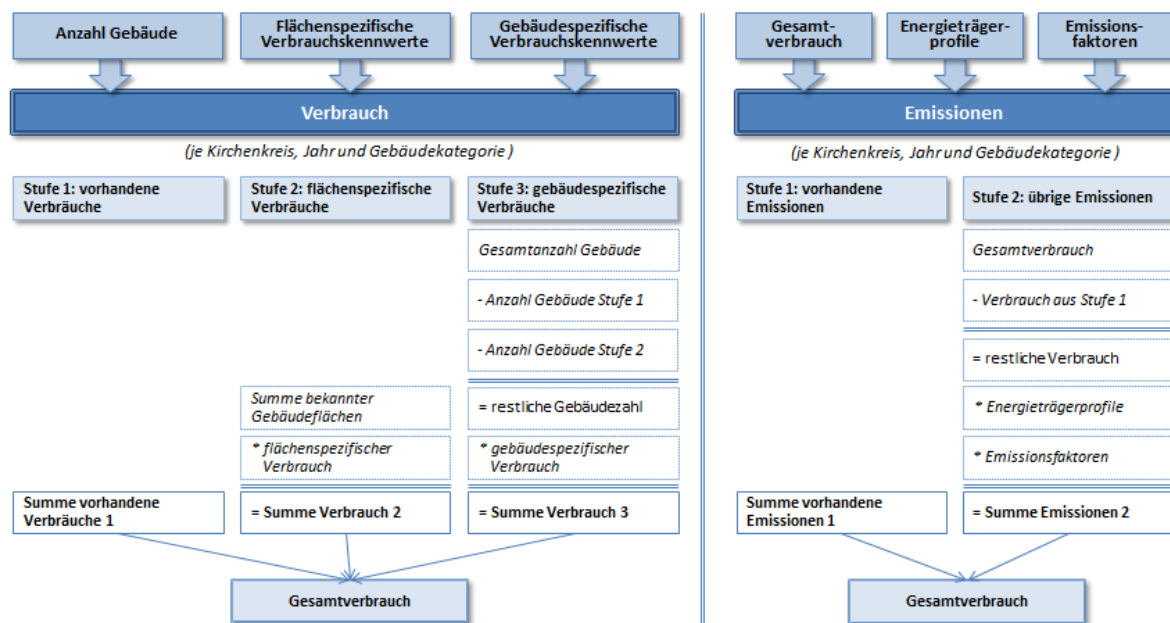 Anzahl Gebäude
Flächenspezifische
Verbrauchskennwerte
Gebäudespezifische
Verbrauchskennwerte
Verbrauch
(je Kirchenkreis, Jahr und Gebäudekategorie )
Stufe 1: vorhandene
Verbräuche
Stufe 2: flächenspezifische
Verbräuche
Stufe 3: gebäudespezifische
Verbräuche
Gesamtanzahl Gebäude
- Anzahl Gebäude Stufe 1
- Anzahl Gebäude Stufe 2
Summe bekannter
Gebäudeflächen
= restliche Gebäudezahl
* flächenspezifischer
Verbrauch
* gebäudespezifischer
Verbrauch
Summe vorhandene
Verbräuche 1
= Summe Verbrauch 2
= Summe Verbrauch 3
Gesamtverbrauch
Gesamt-
verbrauch
Energieträger-
profile
Emissions-
faktoren
Emissionen
(je Kirchenkreis, Jahr und Gebäudekategorie )
Stufe 1: vorhandene
Emissionen
Stufe 2: übrige Emissionen
Gesamtverbrauch
- Verbrauch aus Stufe 1
= restliche Verbrauch
* Energieträgerprofile
* Emissionsfaktoren
Summe vorhandene
Emissionen 1
= Summe Emissionen 2
Gesamtverbrauch